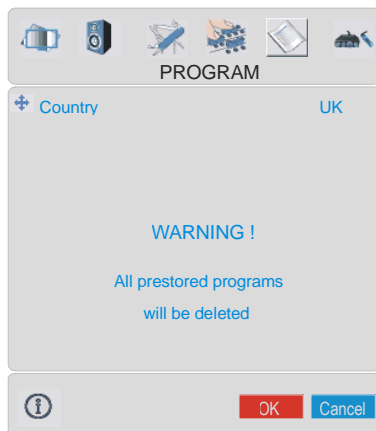 PROGRAM
Country UK
WARNING !
All prestored programs
will be deleted
OK Cancel